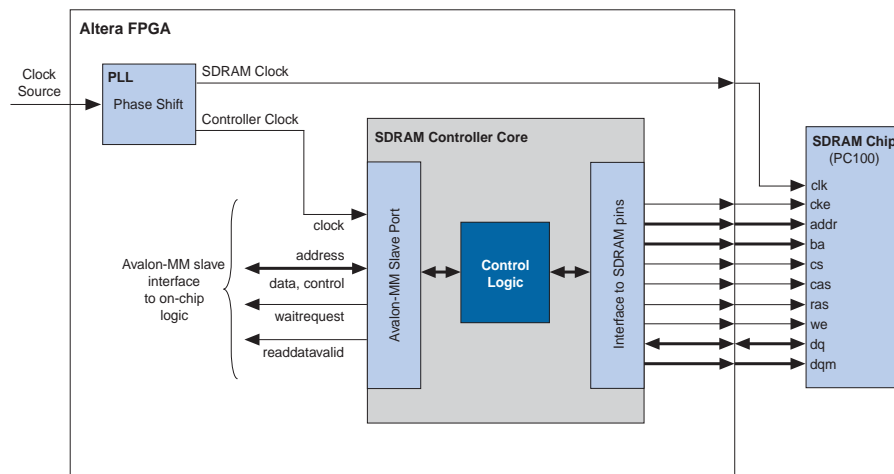 Altera FPGA
Clock
Source
PLL
Phase Shift
SDRAM Clock
Controller Clock
SDRAM Controller Core
SDRAM Chip
(PC100)
clk
cke
addr
ba
cs
cas
ras
we
dq
dqm
clock
Avalon-MM slave
interface
to on-chip
logic
address
data, control
waitrequest
readdatavalid
Avalon-MM Slave Port
Control
Logic
Interface to SDRAM pins